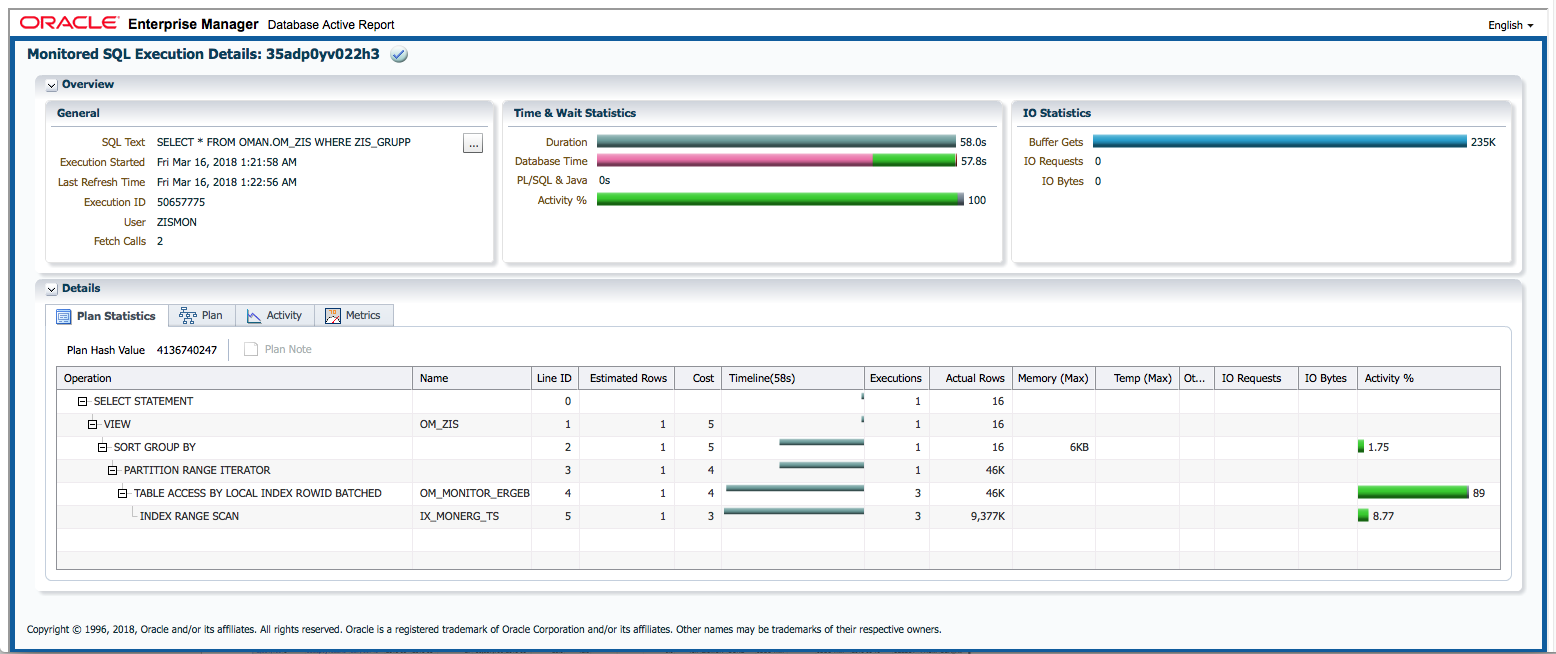 ORACLE Enterprise Manager Database Active Report English
Monitored SQL Execution Details: 35adp0yv022h3
Overview
General
SQL Text SELECT * FROM OMAN.OM_ZIS WHERE ZIS_GRUPP ...
Execution Started Fri Mar 16, 2018 1:21:58 AM
Last Refresh Time Fri Mar 16, 2018 1:22:56 AM
Execution ID 50657775
User ZISMON
Fetch Calls 2
Time & Wait Statistics
Duration 58.0s
Database Time 57.8s
PL/SQL & Java 0s
Activity % 100
IO Statistics
Buffer Gets 235K
IO Requests 0
IO Bytes 0
Details
Plan Statistics Plan Activity Metrics
Plan Hash Value 4136740247 Plan Note
Operation Name Line ID Estimated Rows Cost Timeline(58s) Executions Actual Rows Memory (Max) Temp (Max) Ot... IO Requests IO Bytes Activity %
SELECT STATEMENT 0 1 16
VIEW OM_ZIS 1 1 5 1 16
SORT GROUP BY 2 1 5 1 16 6KB 1.75
PARTITION RANGE ITERATOR 3 1 4 1 46K
TABLE ACCESS BY LOCAL INDEX ROWID BATCHED OM_MONITOR_ERGEB 4 1 4 3 46K 89
INDEX RANGE SCAN IX_MONERG_TS 5 1 3 3 9,377K 8.77
Copyright © 1996, 2018, Oracle and/or its affiliates. All rights reserved. Oracle is a registered trademark of Oracle Corporation and/or its affiliates. Other names may be trademarks of their respective owners.